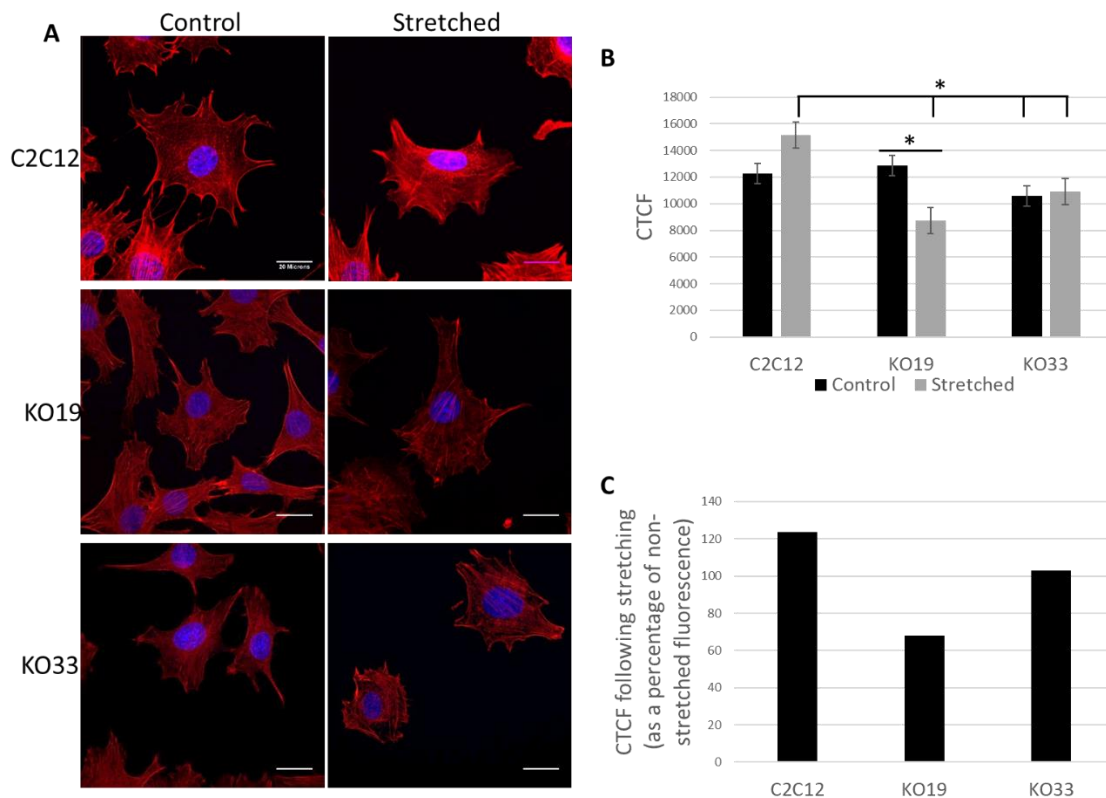 A
Control
Stretched
C2C12
20 Microns
KO19
KO33
B
*
*
18000
16000
14000
12000
10000
8000
6000
4000
2000
0
CTCF
C2C12
KO19
KO33
Control
Stretched
C
140
120
100
80
60
40
20
0
CTCF following stretching
(as a percentage of non-
stretched fluorescence)
C2C12
KO19
KO33